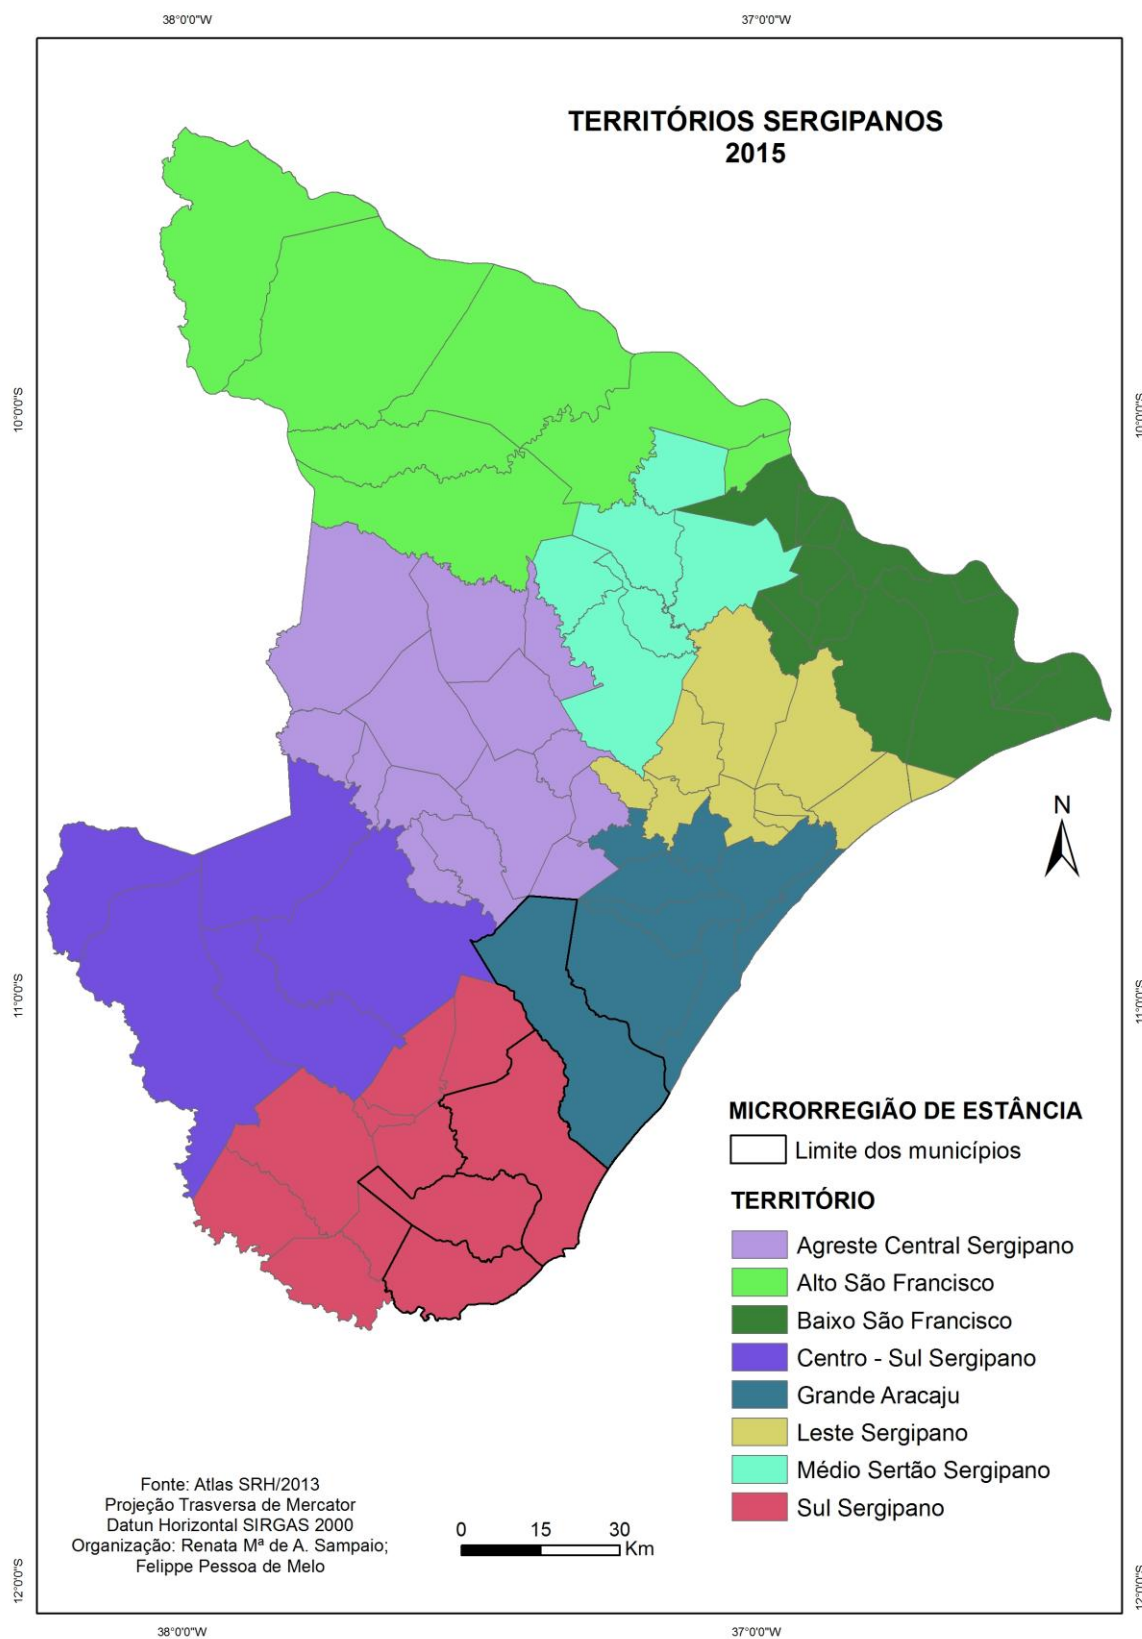 38°0'0"W
37°0'0"W
TERRITÓRIOS SERGIPANOS
2015
10°0'0"S
10°0'0"S
N
11°0'0"S
11°0'0"S
MICRORREGIÃO DE ESTÂNCIA
Limite dos municípios
TERRITÓRIO
Agreste Central Sergipano
Alto São Francisco
Baixo São Francisco
Centro - Sul Sergipano
Grande Aracaju
Leste Sergipano
Médio Sertão Sergipano
Sul Sergipano
Fonte: Atlas SRH/2013
Projeção Trasversa de Mercator
Datun Horizontal SIRGAS 2000
Organização: Renata Mª de A. Sampaio;
Felippe Pessoa de Melo
0 15 30
Km
12°0'0"S
12°0'0"S
38°0'0"W
37°0'0"W